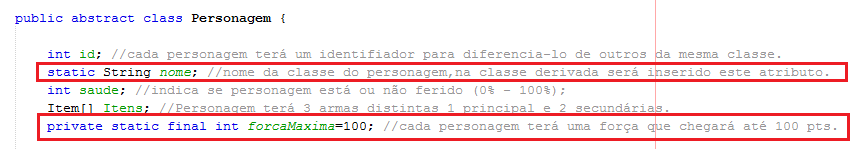 public abstract class Personagem {
int id; //cada personagem terá um identificador para diferencia-lo de outros da mesma classe.
static String nome; //nome da classe do personagem,na classe derivada será inserido este atributo.
int saude; //indica se personagem está ou não ferido (0% - 100%);
Item[] Itens; //Personagem terá 3 armas distintas 1 principal e 2 secundárias.
private static final int forcaMaxima=100; //cada personagem terá uma força que chegará até 100 pts.